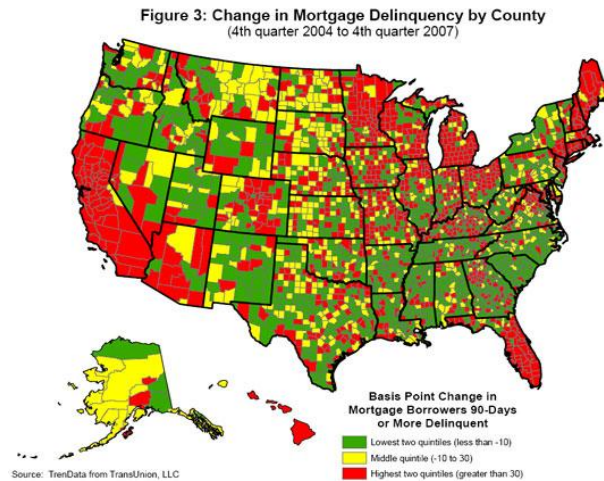 Figure 3: Change in Mortgage Delinquency by County
(4th quarter 2004 to 4th quarter 2007)
Basis Point Change in
Mortgage Borrowers 90-Days
or More Delinquent
Lowest two quintiles (less than -10)
Middle quintile (-10 to 30)
Highest two quintiles (greater than 30)
Source: TrenData from TransUnion, LLC